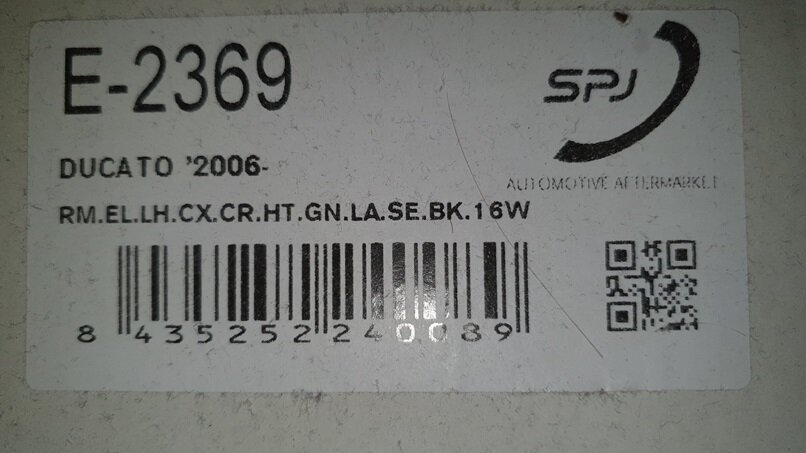 E-2369
SPJ
AUTOMOTIVE AFTERMARKET
DUCATO '2006-
RM.EL.LH.CX.CR.HT.GN.LA.SE.BK.16W
8 435252 240089